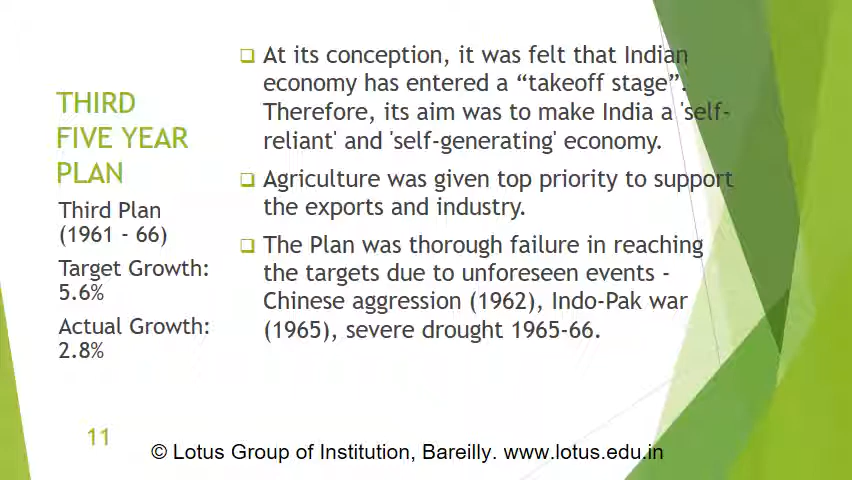 THIRD
FIVE YEAR
PLAN
Third Plan
(1961 - 66)
Target Growth:
5.6%
Actual Growth:
2.8%
At its conception, it was felt that Indian
economy has entered a “takeoff stage”.
Therefore, its aim was to make India a 'self-
reliant' and 'self-generating' economy.
Agriculture was given top priority to support
the exports and industry.
The Plan was thorough failure in reaching
the targets due to unforeseen events -
Chinese aggression (1962), Indo-Pak war
(1965), severe drought 1965-66.
11
© Lotus Group of Institution, Bareilly. www.lotus.edu.in